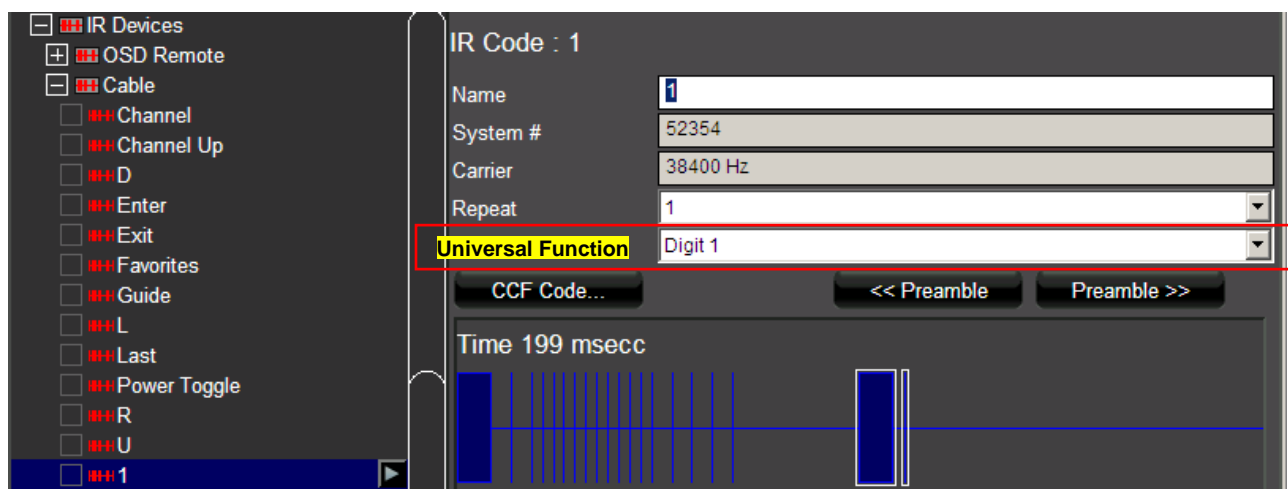 IR Devices
OSD Remote
Cable
Channel
Channel Up
D
Enter
Exit
Favorites
Guide
L
Last
Power Toggle
R
U
1
IR Code : 1
Name 1
System # 52354
Carrier 38400 Hz
Repeat 1
Universal Function Digit 1
CCF Code... << Preamble Preamble >>
Time 199 msecc